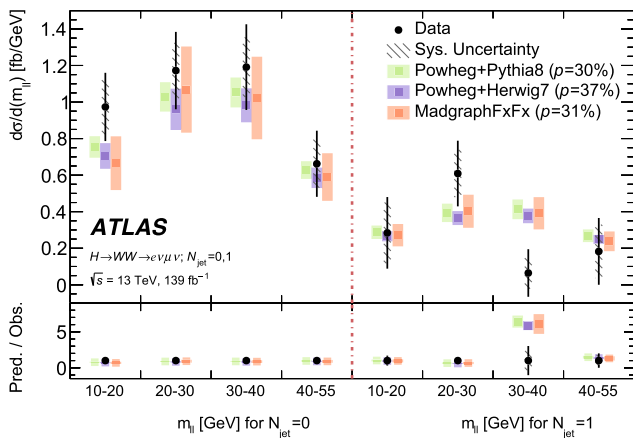 dσ/d(m_ll) [fb/GeV]
1.4
1.2
1
0.8
0.6
0.4
0.2
0
Data
Sys. Uncertainty
Powheg+Pythia8 (p=30%)
Powheg+Herwig7 (p=37%)
MadgraphFxFx (p=31%)
ATLAS
H→WW→eνμν; N_jet=0,1
√s = 13 TeV, 139 fb⁻¹
Pred. / Obs.
5
0
10-20 20-30 30-40 40-55 10-20 20-30 30-40 40-55
m_ll [GeV] for N_jet=0 m_ll [GeV] for N_jet=1